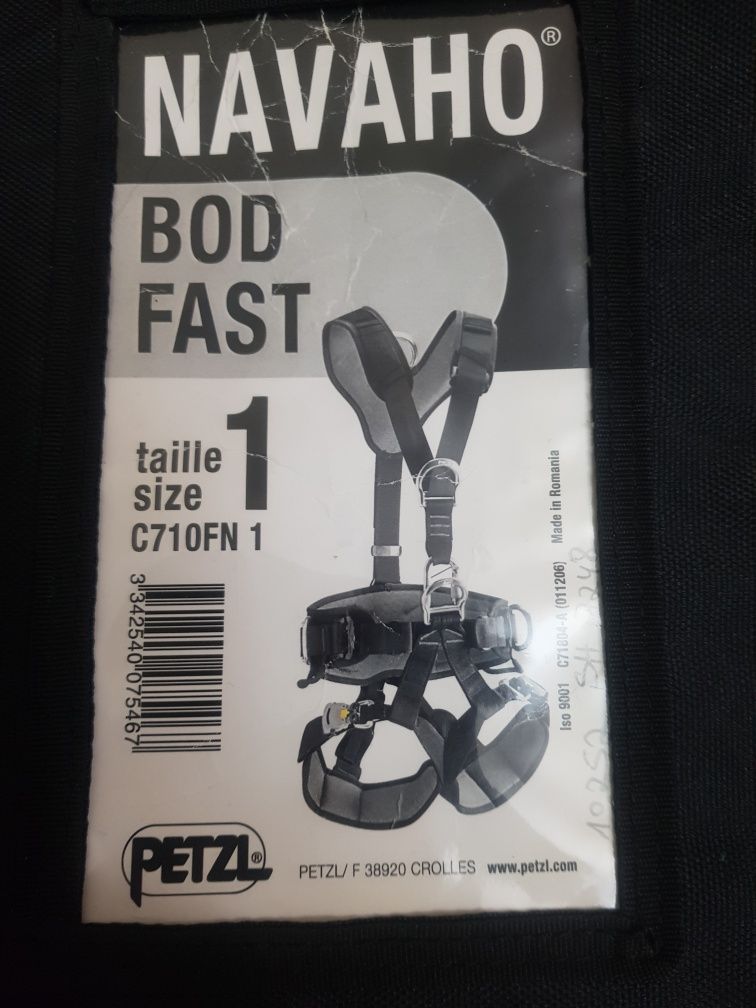 NAVAHO®
BOD
FAST
taille
size
1
C710FN 1
3 342540 075467
Iso 9001 C71804-A (011206) Made in Romania
10252
PETZL®
PETZL/ F 38920 CROLLES www.petzl.com